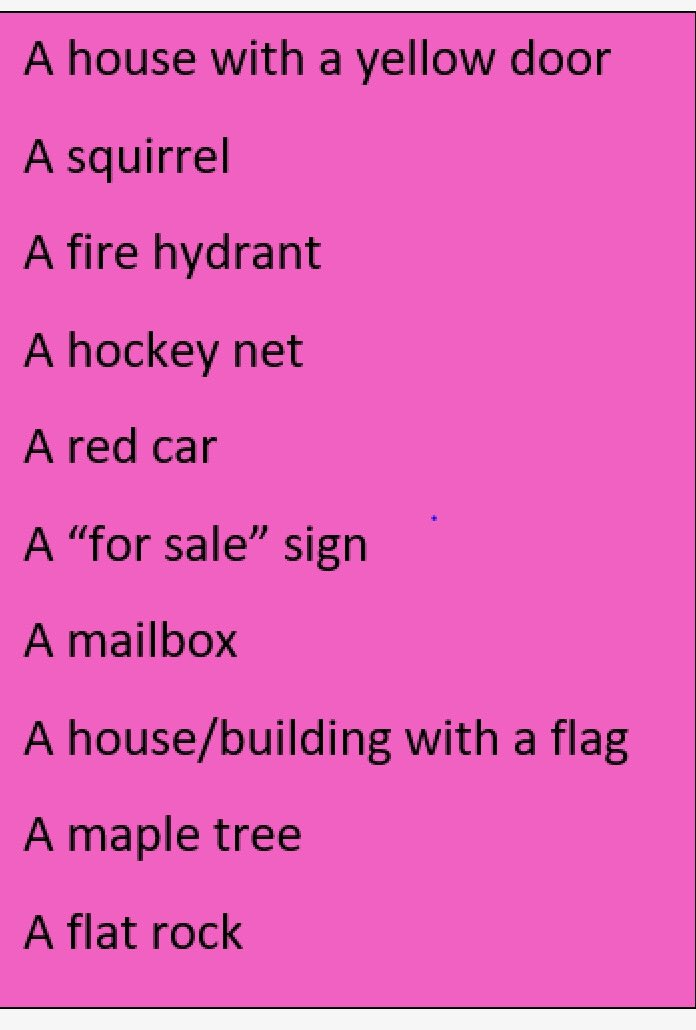 A house with a yellow door
A squirrel
A fire hydrant
A hockey net
A red car
A “for sale” sign
A mailbox
A house/building with a flag
A maple tree
A flat rock